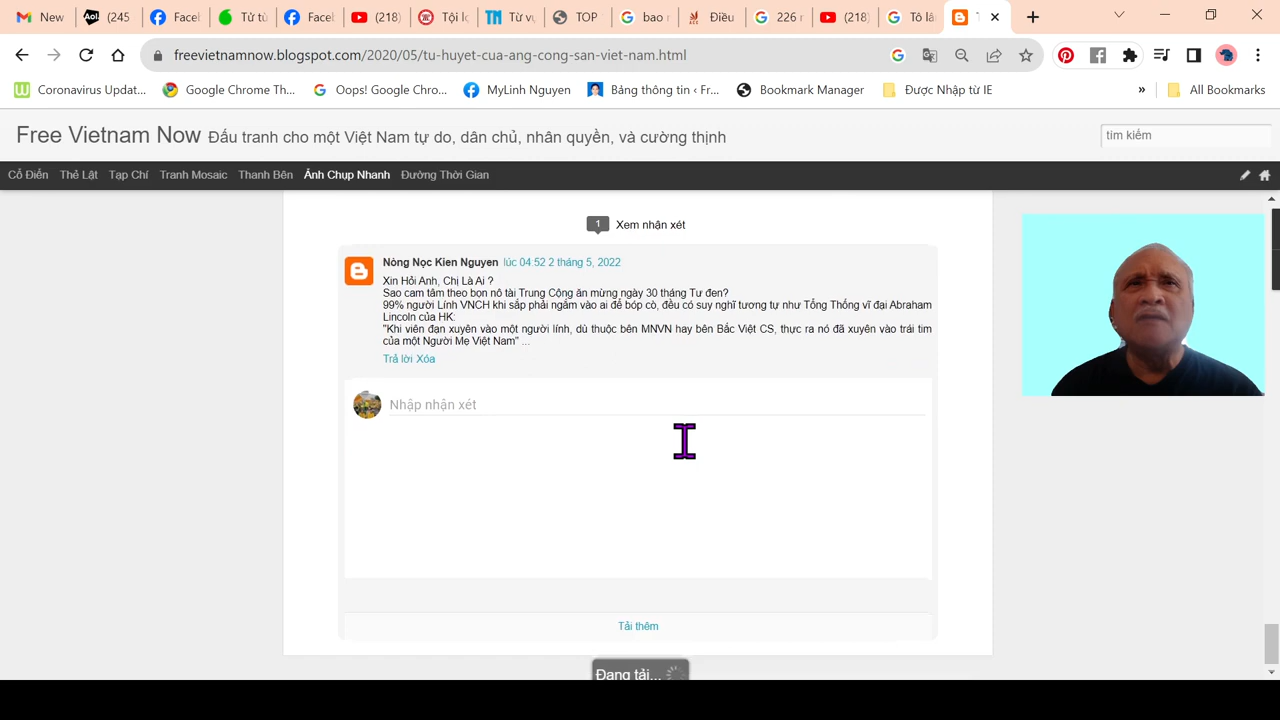 New
(245
Facel
Tử tù
Facel
(218)
Tội lọ
Từ vự
TOP
bao r
Điều
226 r
(218)
Tô lâ
T
freevietnamnow.blogspot.com/2020/05/tu-huyet-cua-ang-cong-san-viet-nam.html
Coronavirus Updat...
Google Chrome Th...
Oops! Google Chro...
MyLinh Nguyen
Bảng thông tin ‹ Fr...
Bookmark Manager
Được Nhập từ IE
»
All Bookmarks
Free Vietnam Now Đấu tranh cho một Việt Nam tự do, dân chủ, nhân quyền, và cường thịnh
tìm kiếm
Cổ Điển Thẻ Lật Tạp Chí Tranh Mosaic Thanh Bên Ảnh Chụp Nhanh Đường Thời Gian
1 Xem nhận xét
Nòng Nọc Kien Nguyen lúc 04:52 2 tháng 5, 2022
Xin Hỏi Anh, Chị Là Ai ?
Sao cam tâm theo bọn nô tài Trung Cộng ăn mừng ngày 30 tháng Tư đen?
99% người Lính VNCH khi sắp phải ngắm vào ai để bóp cò, đều có suy nghĩ tương tự như Tổng Thống vĩ đại Abraham
Lincoln của HK:
"Khi viên đạn xuyên vào một người lính, dù thuộc bên MNVN hay bên Bắc Việt CS, thực ra nó đã xuyên vào trái tim
của một Người Mẹ Việt Nam" ...
Trả lời Xóa
Nhập nhận xét
Tải thêm
Đang tải...